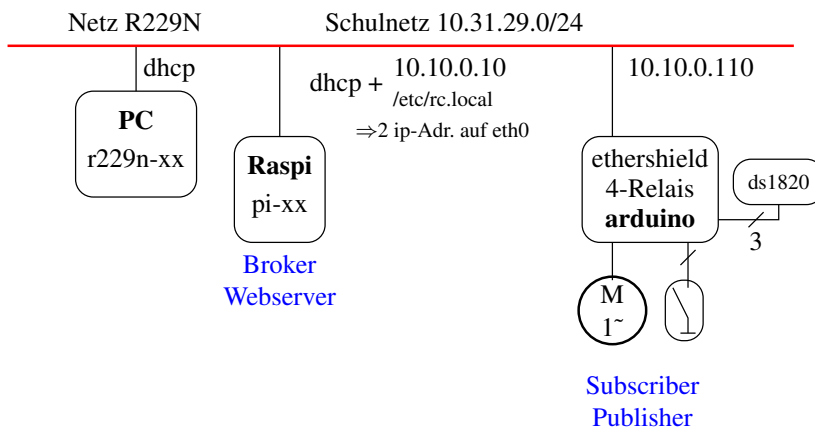 Netz R229N
Schulnetz 10.31.29.0/24
dhcp
PC
r229n-xx
dhcp + 10.10.0.10
/etc/rc.local
⇒2 ip-Adr. auf eth0
Raspi
pi-xx
Broker
Webserver
10.10.0.110
ethershield
4-Relais
arduino
ds1820
3
M
1~
Subscriber
Publisher